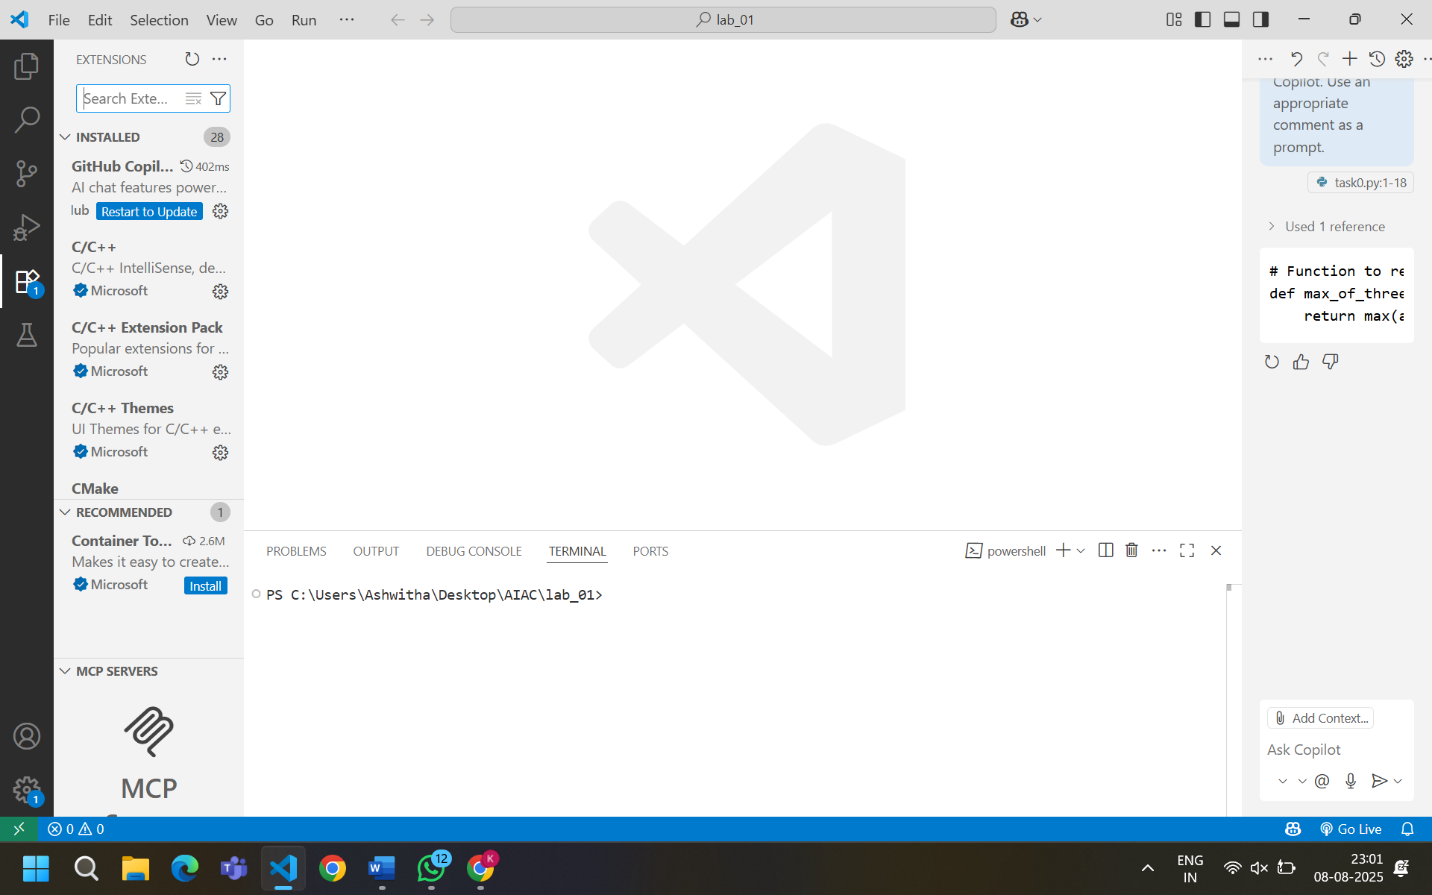 File Edit Selection View Go Run ···
lab_01
EXTENSIONS
Search Exte...
INSTALLED 28
GitHub Copil... 402ms
AI chat features power...
lub Restart to Update
C/C++
C/C++ IntelliSense, de...
Microsoft
C/C++ Extension Pack
Popular extensions for ...
Microsoft
C/C++ Themes
UI Themes for C/C++ e...
Microsoft
CMake
RECOMMENDED 1
Container To... 2.6M
Makes it easy to create...
Microsoft Install
MCP SERVERS
MCP
1
1
PROBLEMS OUTPUT DEBUG CONSOLE TERMINAL PORTS
powershell
PS C:\Users\Ashwitha\Desktop\AIAC\lab_01>
Copilot. Use an
appropriate
comment as a
prompt.
task0.py:1-18
Used 1 reference
# Function to re
def max_of_three
return max(a
Add Context...
Ask Copilot
@
0 0
Go Live
12
K
ENG
IN
23:01
08-08-2025